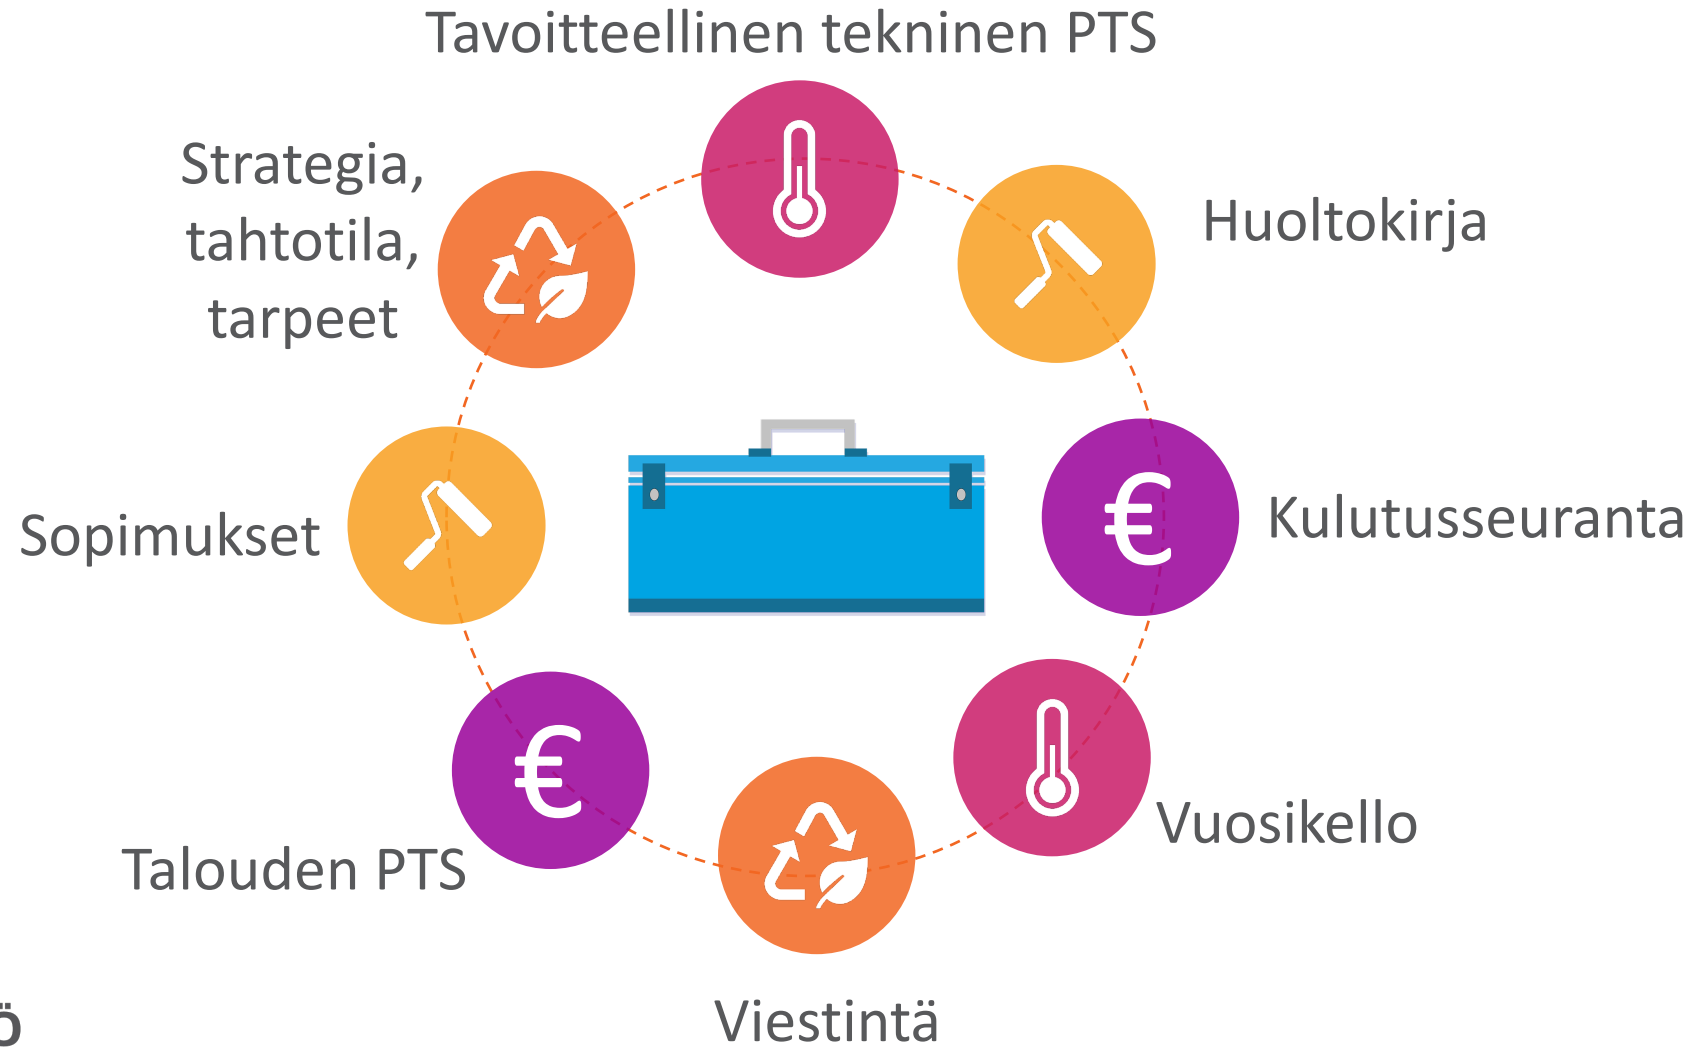 Tavoitteellinen tekninen PTS
Strategia,
tahtotila,
tarpeet
Huoltokirja
Sopimukset
Kulutusseuranta
€
€
Vuosikello
Talouden PTS
Viestintä